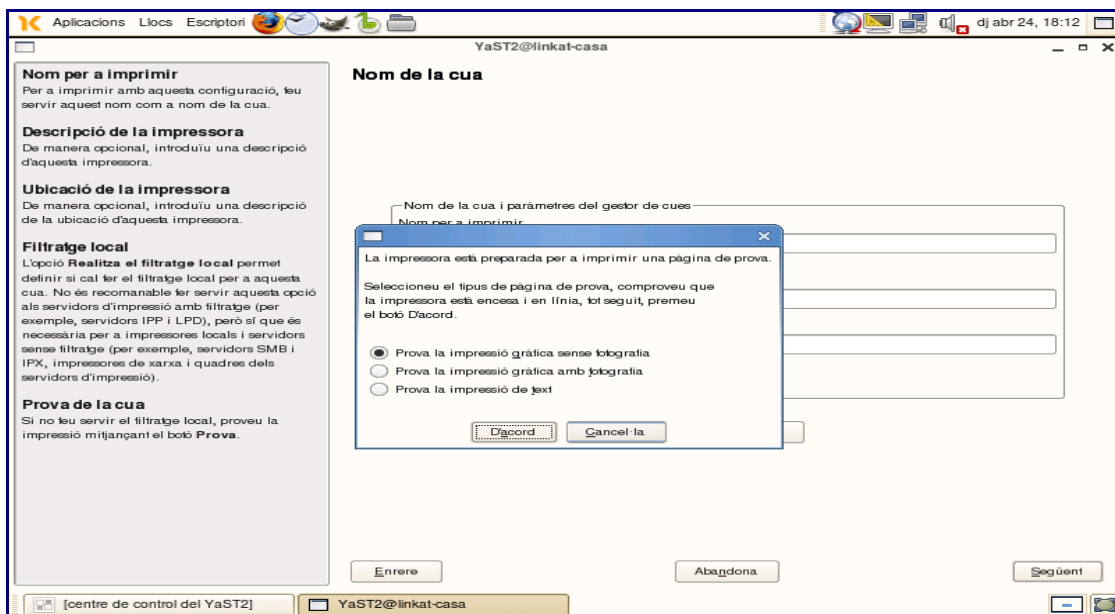 Aplicacions Llocs Escriptori
dj abr 24, 18:12
YaST2@linkat-casa
Nom per a imprimir
Per a imprimir amb aquesta configuració, feu
servir aquest nom com a nom de la cua.
Descripció de la impressora
De manera opcional, introduïu una descripció
d'aquesta impressora.
Ubicació de la impressora
De manera opcional, introduïu una descripció
de la ubicació d'aquesta impressora.
Filtratge local
L'opció Realitza el filtratge local permet
definir si cal fer el filtratge local per a aquesta
cua. No és recomanable fer servir aquesta opció
als servidors d'impressió amb filtratge (per
exemple, servidors IPP i LPD), però sí que és
necessària per a impressores locals i servidors
sense filtratge (per exemple, servidors SMB i
IPX, impressores de xarxa i quadres dels
servidors d'impressió).
Prova de la cua
Si no feu servir el filtratge local, proveu la
impressió mitjançant el botó Prova.
Nom de la cua
Nom de la cua i paràmetres del gestor de cues
Nom per a imprimir
La impressora està preparada per a imprimir una pàgina de prova.
Seleccioneu el tipus de pàgina de prova, comproveu que
la impressora està encesa i en línia, tot seguit, premeu
el botó D'acord.
Prova la impressió gràfica sense fotografia
Prova la impressió gràfica amb fotografia
Prova la impressió de text
D'acord
Cancel·la
Enrere
Abandona
Següent
[centre de control del YaST2]
YaST2@linkat-casa